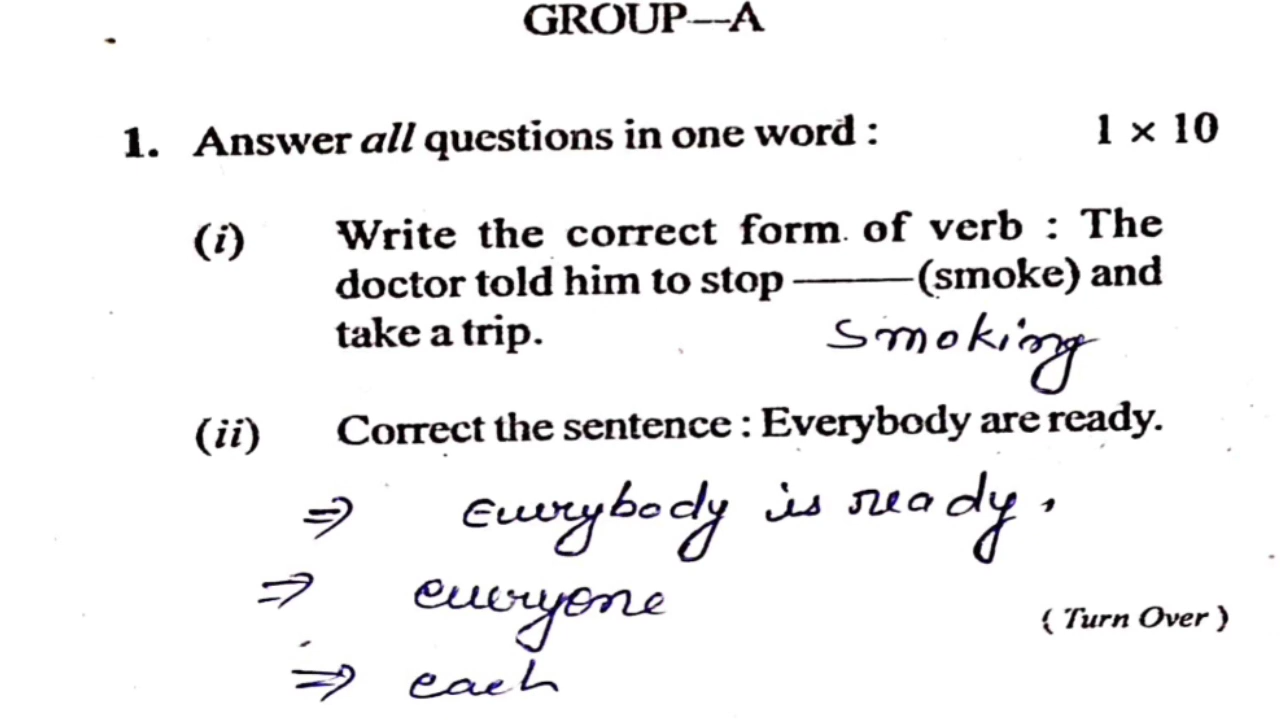 GROUP—A
1. Answer all questions in one word : 1 × 10
(i) Write the correct form of verb : The
doctor told him to stop ———(smoke) and
take a trip.
Smoking
(ii) Correct the sentence : Everybody are ready.
⇒ Everybody is ready.
⇒ everyone
( Turn Over )
⇒ each